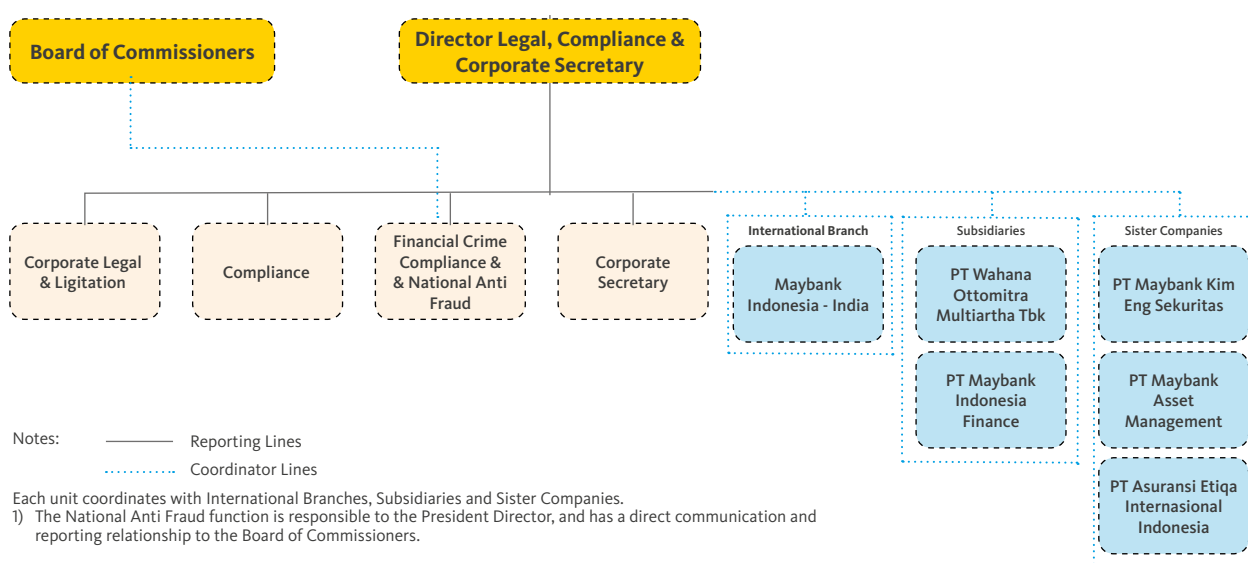 Board of Commissioners
Director Legal, Compliance &
Corporate Secretary
Corporate Legal
& Ligitation
Compliance
Financial Crime
Compliance &
& National Anti
Fraud
Corporate
Secretary
International Branch
Maybank
Indonesia - India
Subsidiaries
PT Wahana
Ottomitra
Multiartha Tbk
PT Maybank
Indonesia
Finance
Sister Companies
PT Maybank Kim
Eng Sekuritas
PT Maybank
Asset
Management
PT Asuransi Etiqa
Internasional
Indonesia
Notes:
Reporting Lines
Coordinator Lines
Each unit coordinates with International Branches, Subsidiaries and Sister Companies.
1) The National Anti Fraud function is responsible to the President Director, and has a direct communication and
reporting relationship to the Board of Commissioners.